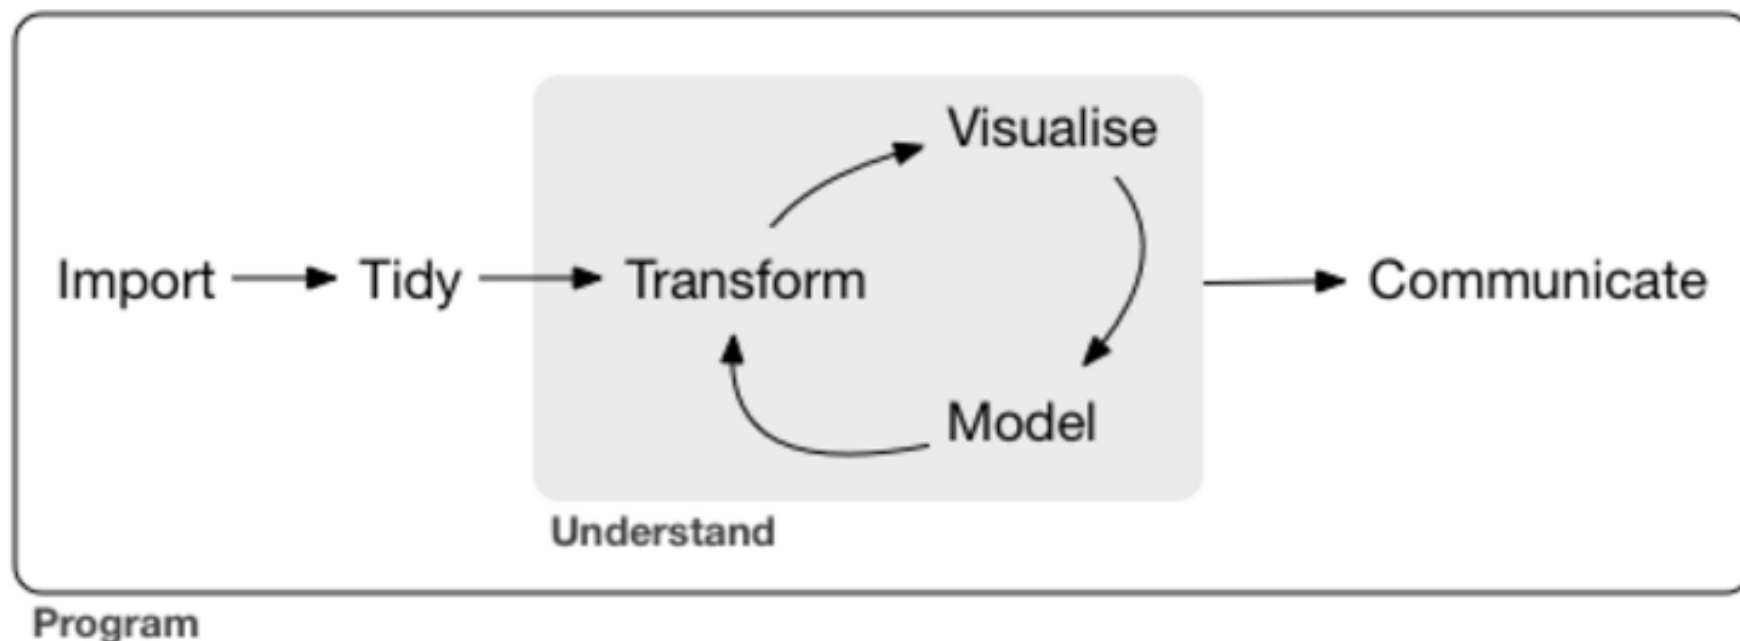 Visualise
Import Tidy Transform Communicate
Model
Understand
Program